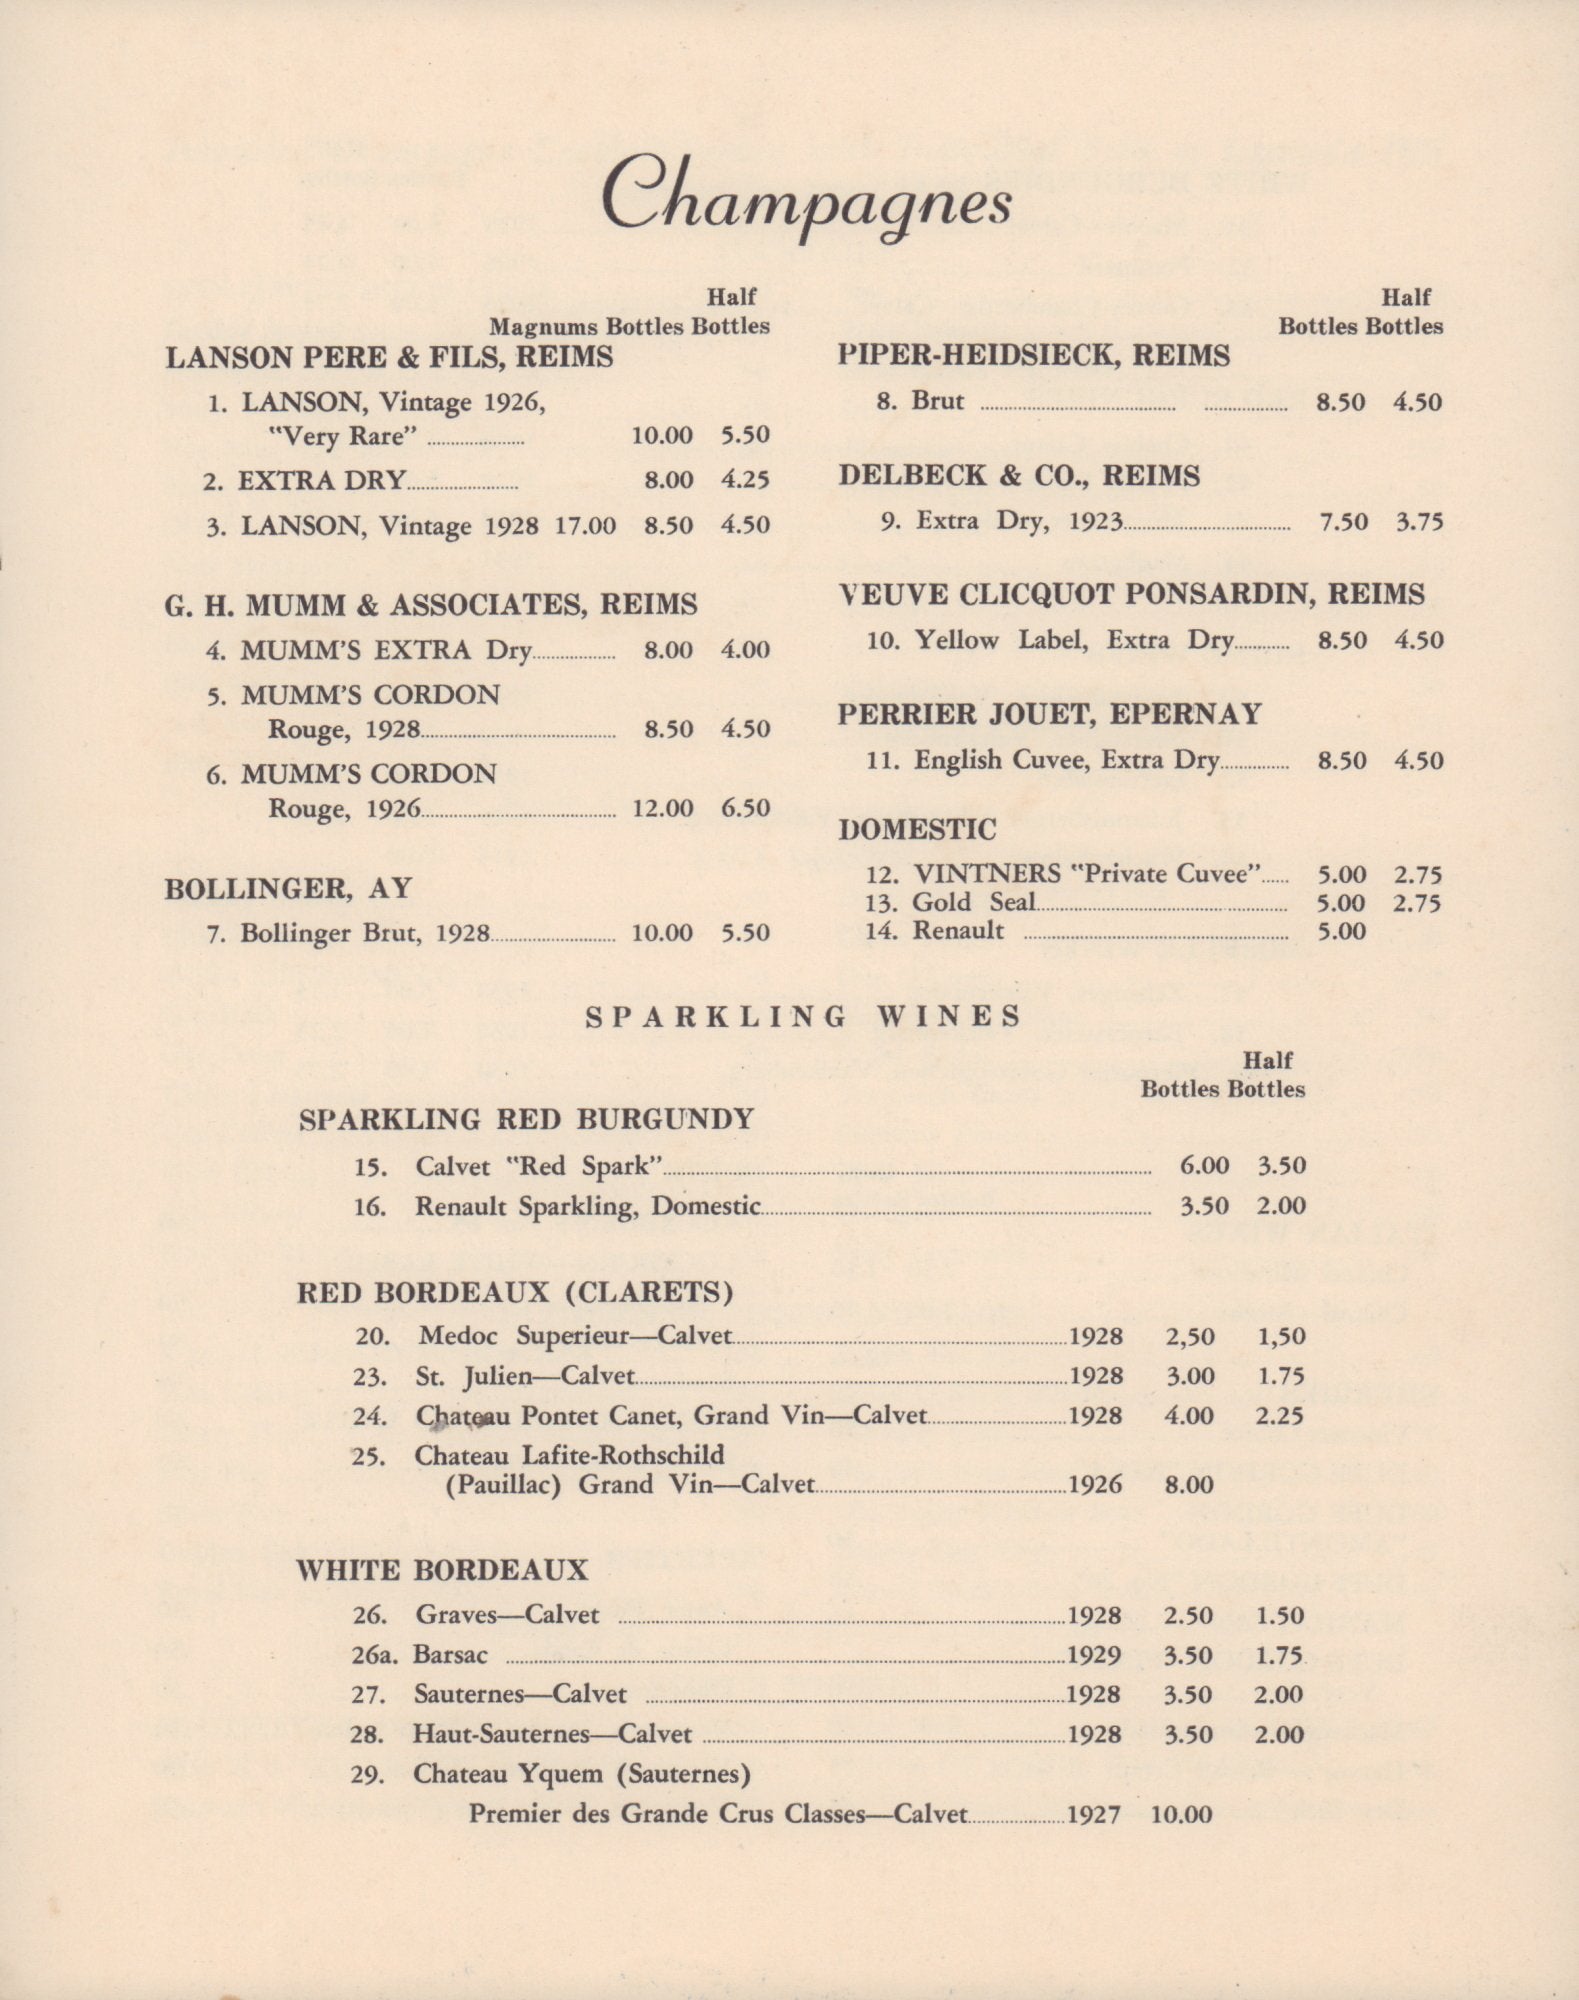 Champagnes
Half
Magnums Bottles Bottles
LANSON PERE & FILS, REIMS
1. LANSON, Vintage 1926,
"Very Rare" 10.00 5.50
2. EXTRA DRY 8.00 4.25
3. LANSON, Vintage 1928 17.00 8.50 4.50
G. H. MUMM & ASSOCIATES, REIMS
4. MUMM'S EXTRA Dry 8.00 4.00
5. MUMM'S CORDON
Rouge, 1928 8.50 4.50
6. MUMM'S CORDON
Rouge, 1926 12.00 6.50
BOLLINGER, AY
7. Bollinger Brut, 1928 10.00 5.50
Half
Bottles Bottles
PIPER-HEIDSIECK, REIMS
8. Brut 8.50 4.50
DELBECK & CO., REIMS
9. Extra Dry, 1923 7.50 3.75
VEUVE CLICQUOT PONSARDIN, REIMS
10. Yellow Label, Extra Dry 8.50 4.50
PERRIER JOUET, EPERNAY
11. English Cuvee, Extra Dry 8.50 4.50
DOMESTIC
12. VINTNERS "Private Cuvee" 5.00 2.75
13. Gold Seal 5.00 2.75
14. Renault 5.00
SPARKLING WINES
Half
Bottles Bottles
SPARKLING RED BURGUNDY
15. Calvet "Red Spark" 6.00 3.50
16. Renault Sparkling, Domestic 3.50 2.00
RED BORDEAUX (CLARETS)
20. Medoc Superieur—Calvet 1928 2,50 1,50
23. St. Julien—Calvet 1928 3.00 1.75
24. Chateau Pontet Canet, Grand Vin—Calvet 1928 4.00 2.25
25. Chateau Lafite-Rothschild
(Pauillac) Grand Vin—Calvet 1926 8.00
WHITE BORDEAUX
26. Graves—Calvet 1928 2.50 1.50
26a. Barsac 1929 3.50 1.75
27. Sauternes—Calvet 1928 3.50 2.00
28. Haut-Sauternes—Calvet 1928 3.50 2.00
29. Chateau Yquem (Sauternes)
Premier des Grande Crus Classes—Calvet 1927 10.00